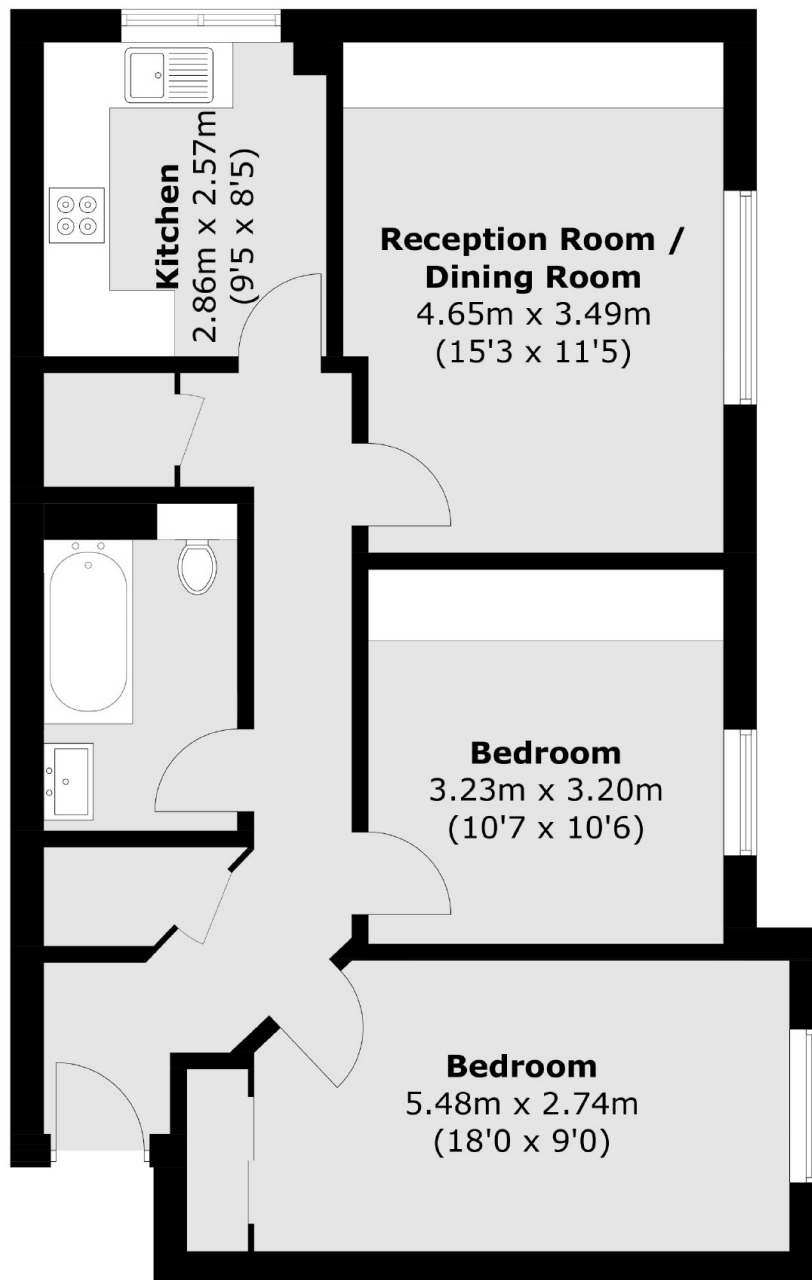 Kitchen
2.86m x 2.57m
(9'5 x 8'5)
Reception Room /
Dining Room
4.65m x 3.49m
(15'3 x 11'5)
Bedroom
3.23m x 3.20m
(10'7 x 10'6)
Bedroom
5.48m x 2.74m
(18'0 x 9'0)